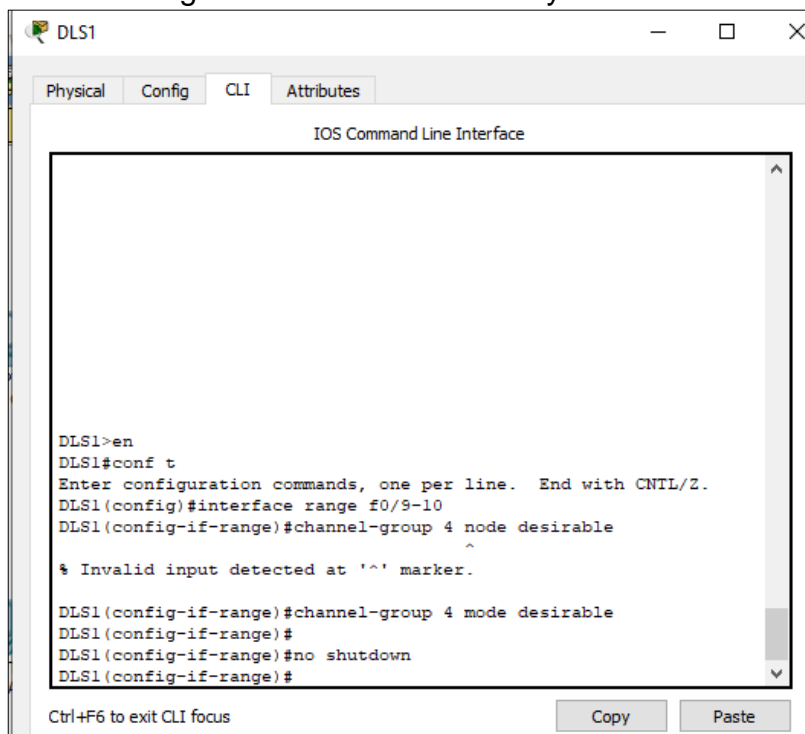 DLS1
Physical Config CLI Attributes
IOS Command Line Interface
DLS1>en
DLS1#conf t
Enter configuration commands, one per line.  End with CNTL/Z.
DLS1(config)#interface range f0/9-10
DLS1(config-if-range)#channel-group 4 node desirable
^
% Invalid input detected at '^' marker.
DLS1(config-if-range)#channel-group 4 mode desirable
DLS1(config-if-range)#
DLS1(config-if-range)#no shutdown
DLS1(config-if-range)#
Ctrl+F6 to exit CLI focus Copy Paste